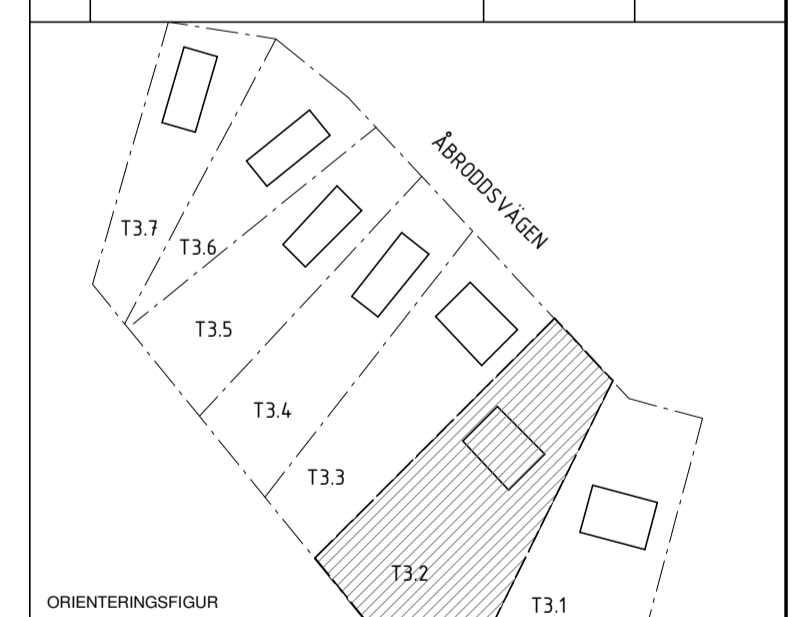 ÅBRODDSVÄGEN
T3.7
T3.6
T3.5
T3.4
T3.3
T3.2
T3.1
ORIENTERINGSFIGUR